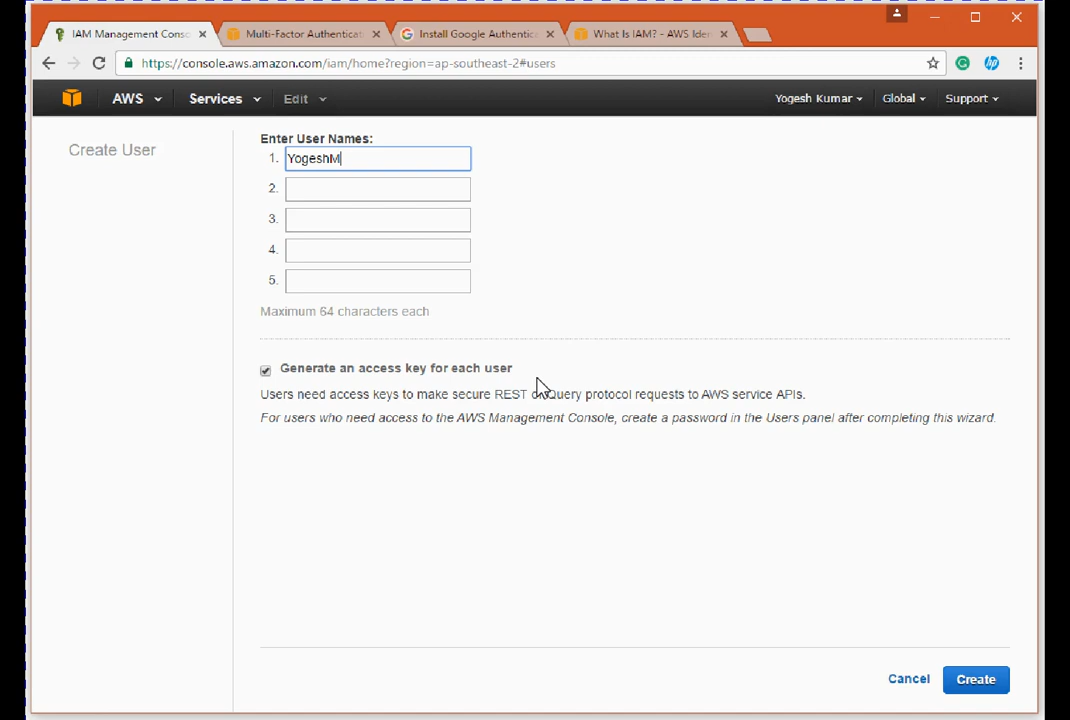 IAM Management Conso
Multi-Factor Authenticat
Install Google Authentic
What Is IAM? - AWS Iden
https://console.aws.amazon.com/iam/home?region=ap-southeast-2#users
AWS Services Edit Yogesh Kumar Global Support
Create User
Enter User Names:
1. YogeshM
2.
3.
4.
5.
Maximum 64 characters each
Generate an access key for each user
Users need access keys to make secure REST or Query protocol requests to AWS service APIs.
For users who need access to the AWS Management Console, create a password in the Users panel after completing this wizard.
Cancel Create